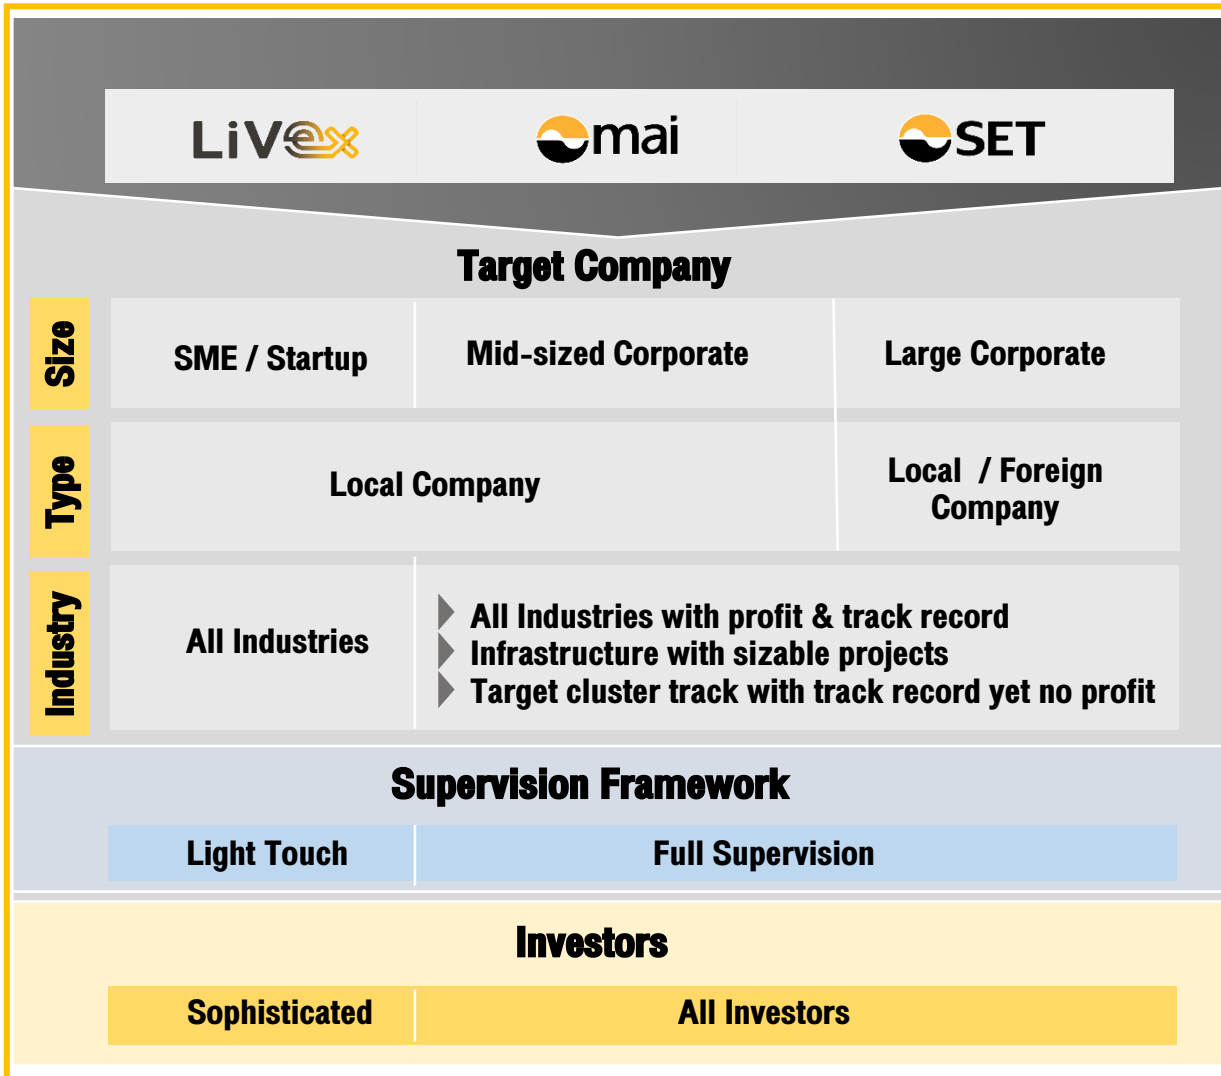 LiVex
mai
SET
Target Company
Size
SME / Startup
Mid-sized Corporate
Large Corporate
Type
Local Company
Local / Foreign
Company
Industry
All Industries
All Industries with profit & track record
Infrastructure with sizable projects
Target cluster track with track record yet no profit
Supervision Framework
Light Touch
Full Supervision
Investors
Sophisticated
All Investors